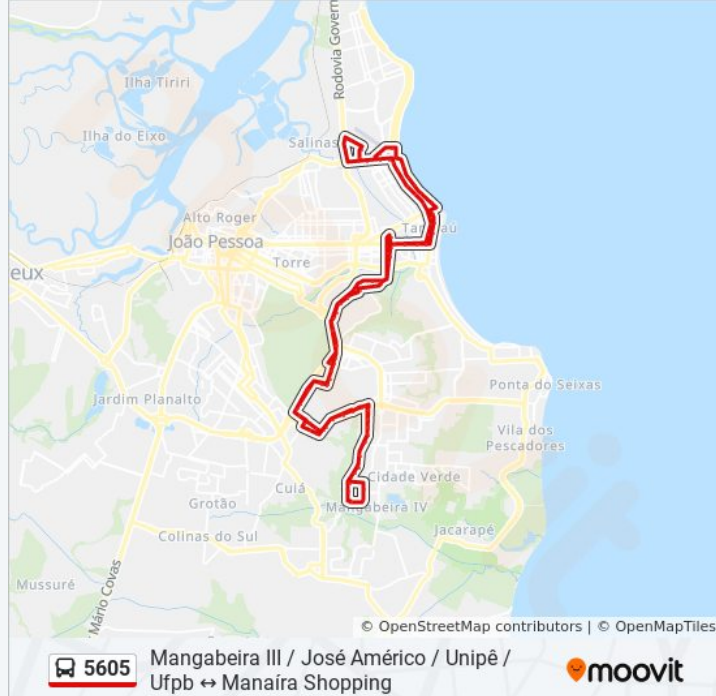 Rodovia Govern
Ilha Tiriri
Ilha do Eixo
Salinas
Alto Roger
João Pessoa
Torre
eux
Jardim Planalto
Ponta do Seixas
Vila dos
Pescadores
Cidade Verde
Cuiá
Mangabeira IV
Grotão
Jacarapé
Colinas do Sul
Mussuré
Mário Covas
© OpenStreetMap contributors | © OpenMapTiles
5605
Mangabeira III / José Américo / Unipê /
Ufpb ↔ Manaíra Shopping
moovit